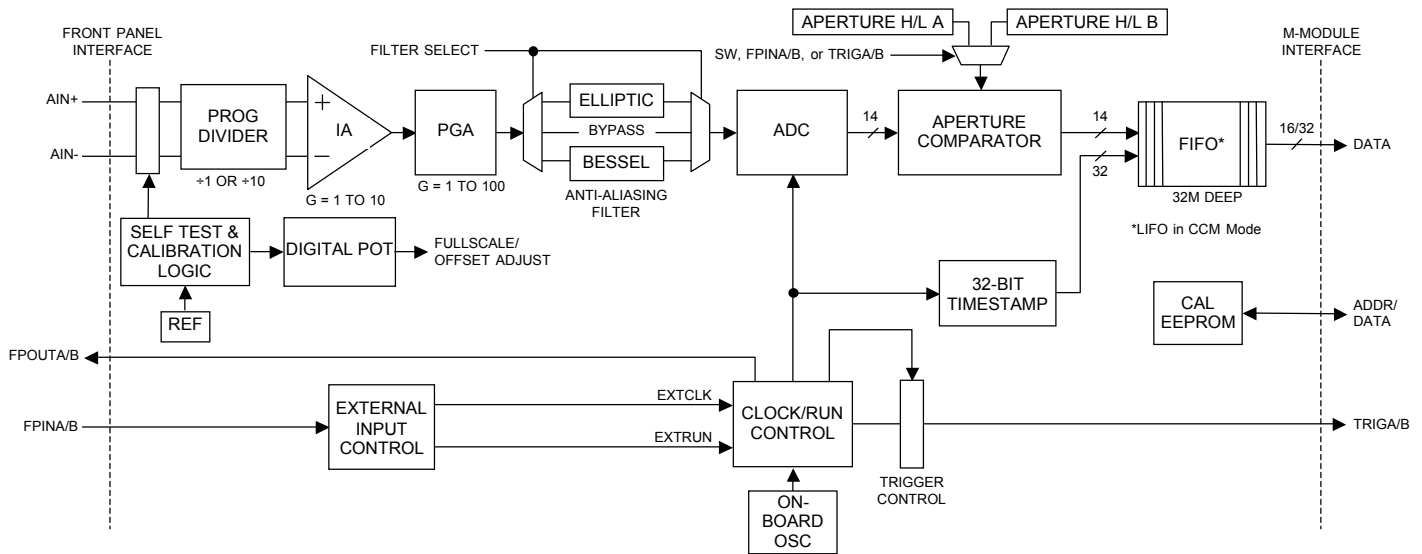 APERTURE H/L A
APERTURE H/L B
FRONT PANEL
INTERFACE
M-MODULE
INTERFACE
FILTER SELECT
SW, FPINA/B, or TRIGA/B
AIN+
AIN-
PROG
DIVIDER
÷1 OR ÷10
+
IA
–
G = 1 TO 10
PGA
G = 1 TO 100
ELLIPTIC
BYPASS
BESSEL
ANTI-ALIASING
FILTER
ADC
14
APERTURE
COMPARATOR
14
32
FIFO*
32M DEEP
*LIFO in CCM Mode
16/32
DATA
SELF TEST &
CALIBRATION
LOGIC
DIGITAL POT
FULLSCALE/
OFFSET ADJUST
REF
32-BIT
TIMESTAMP
CAL
EEPROM
ADDR/
DATA
FPOUTA/B
FPINA/B
EXTERNAL
INPUT
CONTROL
EXTCLK
EXTRUN
CLOCK/RUN
CONTROL
TRIGA/B
TRIGGER
CONTROL
ON-
BOARD
OSC